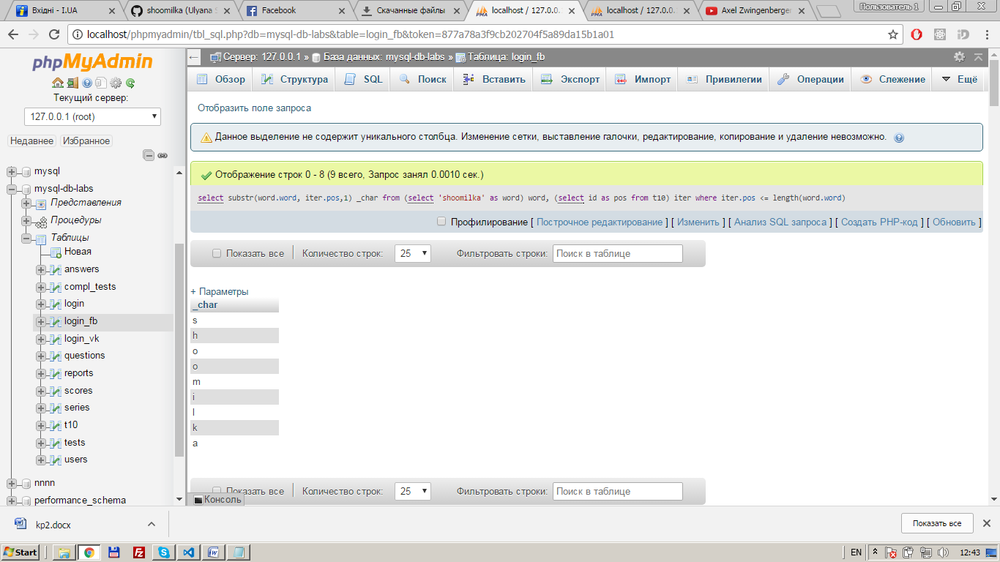 Вхідні - I.UA
shoomilka (Ulyana S
Facebook
Скачанные файлы
localhost / 127.0.0.
localhost / 127.0.0.
Axel Zwingenberger
Пользователь 1
localhost/phpmyadmin/tbl_sql.php?db=mysql-db-labs&table=login_fb&token=877a78a3f9cb202704f5a89da15b1a01
phpMyAdmin
Текущий сервер:
127.0.0.1 (root)
Недавнее Избранное
mysql
mysql-db-labs
Представления
Процедуры
Таблицы
Новая
answers
compl_tests
login
login_fb
login_vk
questions
reports
scores
series
t10
tests
users
nnnn
performance_schema
Сервер: 127.0.0.1 » База данных: mysql-db-labs » Таблица: login_fb
Обзор Структура SQL Поиск Вставить Экспорт Импорт Привилегии Операции Слежение Ещё
Отобразить поле запроса
Данное выделение не содержит уникального столбца. Изменение сетки, выставление галочки, редактирование, копирование и удаление невозможно.
Отображение строк 0 - 8 (9 всего, Запрос занял 0.0010 сек.)
select substr(word.word, iter.pos,1) _char from (select 'shoomilka' as word) word, (select id as pos from t10) iter where iter.pos <= length(word.word)
Профилирование [ Построчное редактирование ] [ Изменить ] [ Анализ SQL запроса ] [ Создать PHP-код ] [ Обновить ]
Показать все Количество строк: 25 Фильтровать строки: Поиск в таблице
+ Параметры
_char
s
h
o
o
m
i
l
k
a
Показать все Количество строк: 25 Фильтровать строки: Поиск в таблице
Консоль
kp2.docx
Показать все
Start
EN
12:43